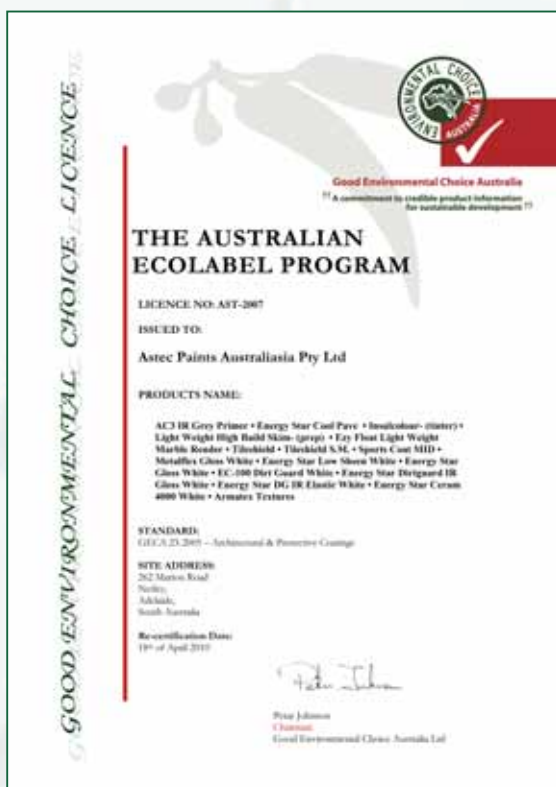 GOOD ENVIRONMENTAL CHOICE LICENCE
ENVIRONMENTAL CHOICE
AUSTRALIA
Good Environmental Choice Australia
"A commitment to credible product information
for sustainable development"
THE AUSTRALIAN
ECOLABEL PROGRAM
LICENCE NO: AST-2007
ISSUED TO:
Astec Paints Australasia Pty Ltd
PRODUCTS NAME:
AC3 IR Grey Primer • Energy Star Cool Pave • Insulcolour- (tinter) •
Light Weight High Build Skim- (prep) • Ezy Float Light Weight
Marble Render • Tileshield • Tileshield S.M. • Sports Coat MID •
Metalflex Gloss White • Energy Star Low Sheen White • Energy Star
Gloss White • EC-100 Dirt Guard White • Energy Star Dirtguard IR
Gloss White • Energy Star DG IR Elastic White • Energy Star Ceram
4000 White • Armatex Textures
STANDARD:
GECA 23-2005 – Architectural & Protective Coatings
SITE ADDRESS:
262 Marion Road
Netley,
Adelaide,
South Australia
Re-certification Date:
18th of April 2010
Petar Johnson
Chairman
Good Environmental Choice Australia Ltd